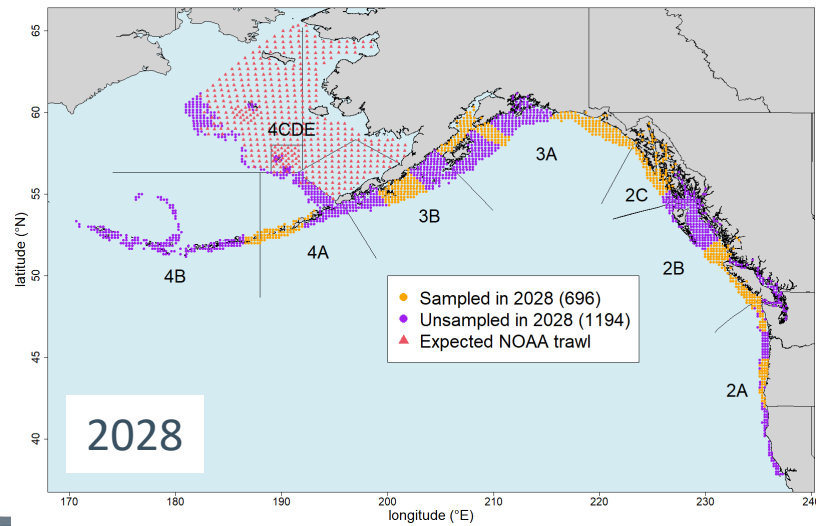 65
60
55
50
45
40
latitude (°N)
4CDE
3A
2C
3B
4A
2B
4B
2A
Sampled in 2028 (696)
Unsampled in 2028 (1194)
Expected NOAA trawl
2028
170
180
190
200
210
220
230
longitude (°E)